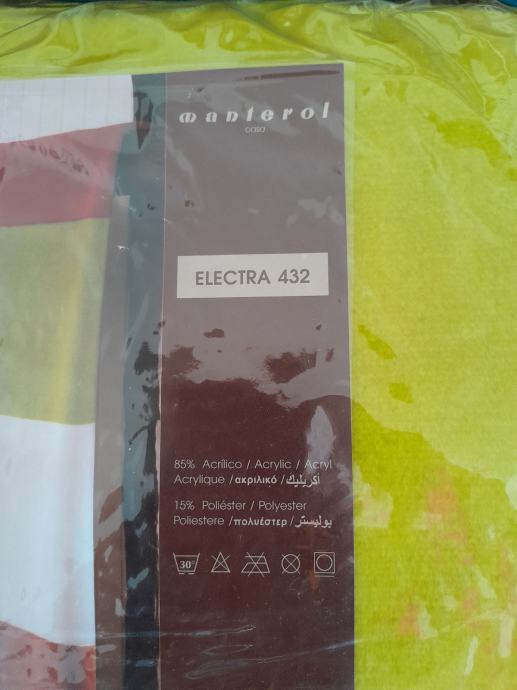 manterol
casa
ELECTRA 432
85% Acrílico / Acrylic / Acryl
Acrylique / ακριλικό / أكريليك
15% Poliéster / Polyester
Poliestere / πολυέστερ / بوليستر
30°